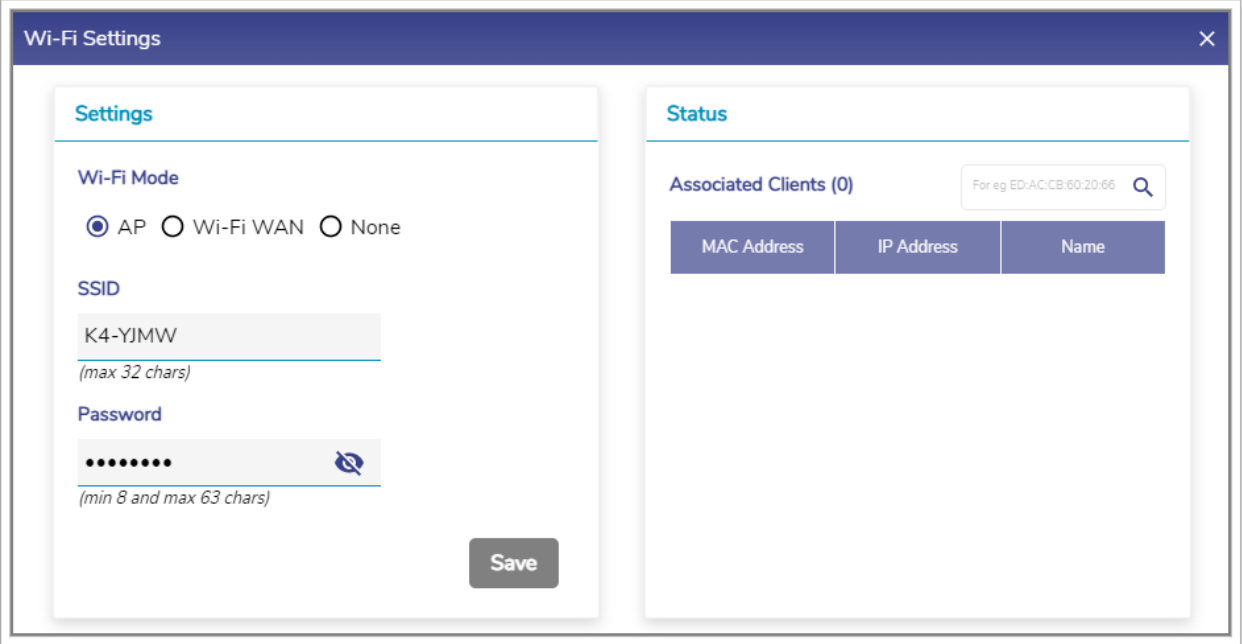 Wi-Fi Settings
Settings
Wi-Fi Mode
AP Wi-Fi WAN None
SSID
K4-YJMW
(max 32 chars)
Password
••••••••
(min 8 and max 63 chars)
Save
Status
Associated Clients (0)
For eg ED:AC:CB:60:20:66
MAC Address IP Address Name